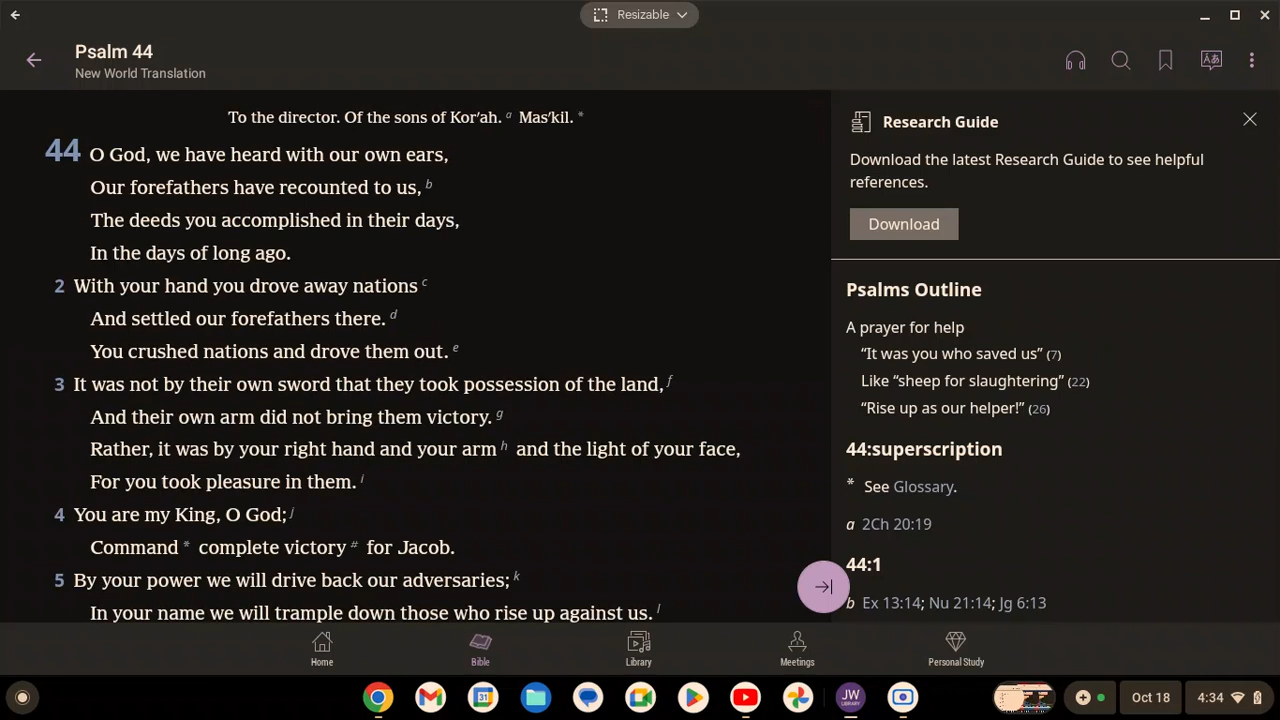 Resizable
Psalm 44
New World Translation
To the director. Of the sons of Kor′ah. a Mas′kil. *
44 O God, we have heard with our own ears,
Our forefathers have recounted to us, b
The deeds you accomplished in their days,
In the days of long ago.
2 With your hand you drove away nations c
And settled our forefathers there. d
You crushed nations and drove them out. e
3 It was not by their own sword that they took possession of the land, f
And their own arm did not bring them victory. g
Rather, it was by your right hand and your arm h and the light of your face,
For you took pleasure in them. i
4 You are my King, O God; j
Command * complete victory # for Jacob.
5 By your power we will drive back our adversaries; k
In your name we will trample down those who rise up against us. l
Research Guide
Download the latest Research Guide to see helpful
references.
Download
Psalms Outline
A prayer for help
“It was you who saved us” (7)
Like “sheep for slaughtering” (22)
“Rise up as our helper!” (26)
44:superscription
* See Glossary.
a 2Ch 20:19
44:1
b Ex 13:14; Nu 21:14; Jg 6:13
Home
Bible
Library
Meetings
Personal Study
31
JW
LIBRARY
Oct 18
4:34